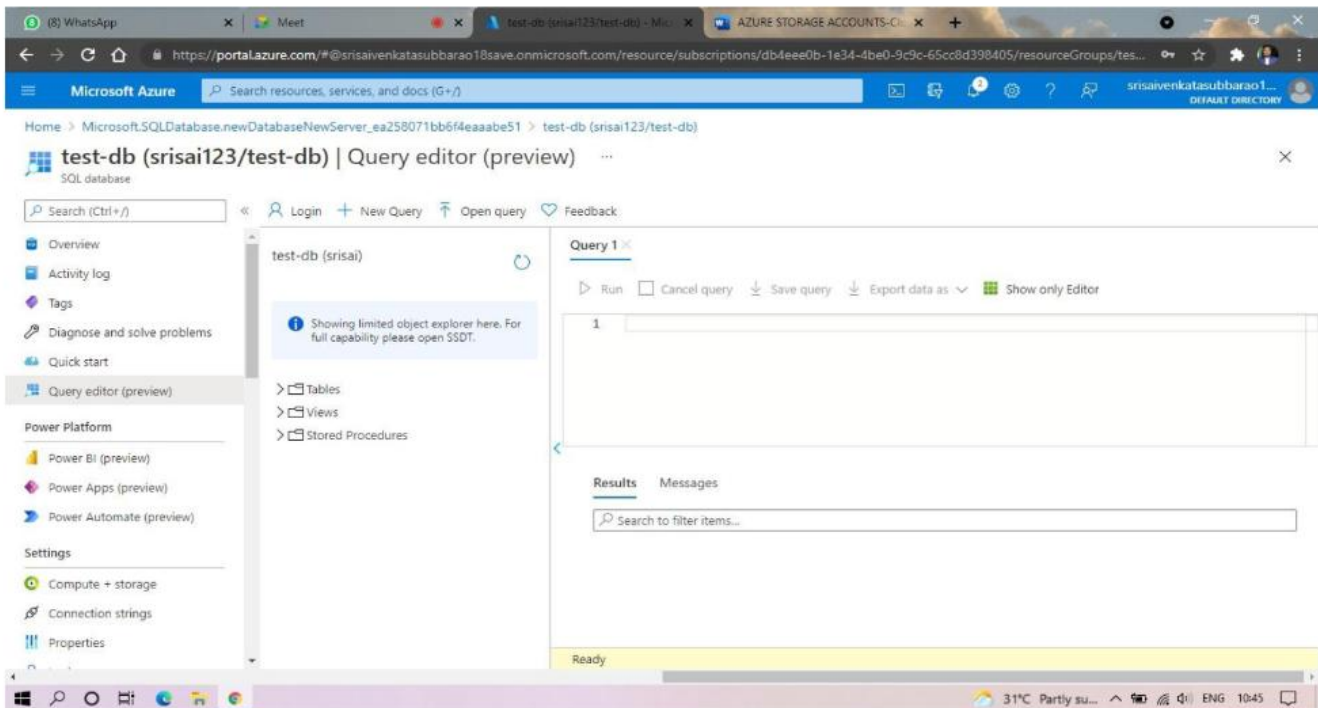 (8) WhatsApp
Meet
test-db (srisai123/test-db) - Mic
AZURE STORAGE ACCOUNTS-Cl
https://portal.azure.com/#@srisaivenkatasubbarao18save.onmicrosoft.com/resource/subscriptions/db4eee0b-1e34-4be0-9c9c-65cc8d398405/resourceGroups/tes...
Microsoft Azure
Search resources, services, and docs (G+/)
srisaivenkatasubbarao1...
DEFAULT DIRECTORY
Home > Microsoft.SQLDatabase.newDatabaseNewServer_ea258071bb6f4eaaabe51 > test-db (srisai123/test-db)
test-db (srisai123/test-db) | Query editor (preview) ...
SQL database
Search (Ctrl+/)
Login
New Query
Open query
Feedback
Overview
Activity log
Tags
Diagnose and solve problems
Quick start
Query editor (preview)
Power Platform
Power BI (preview)
Power Apps (preview)
Power Automate (preview)
Settings
Compute + storage
Connection strings
Properties
test-db (srisai)
Showing limited object explorer here. For
full capability please open SSDT.
Tables
Views
Stored Procedures
Query 1
Run
Cancel query
Save query
Export data as
Show only Editor
1
Results
Messages
Search to filter items...
Ready
31°C Partly su...
ENG
10:45